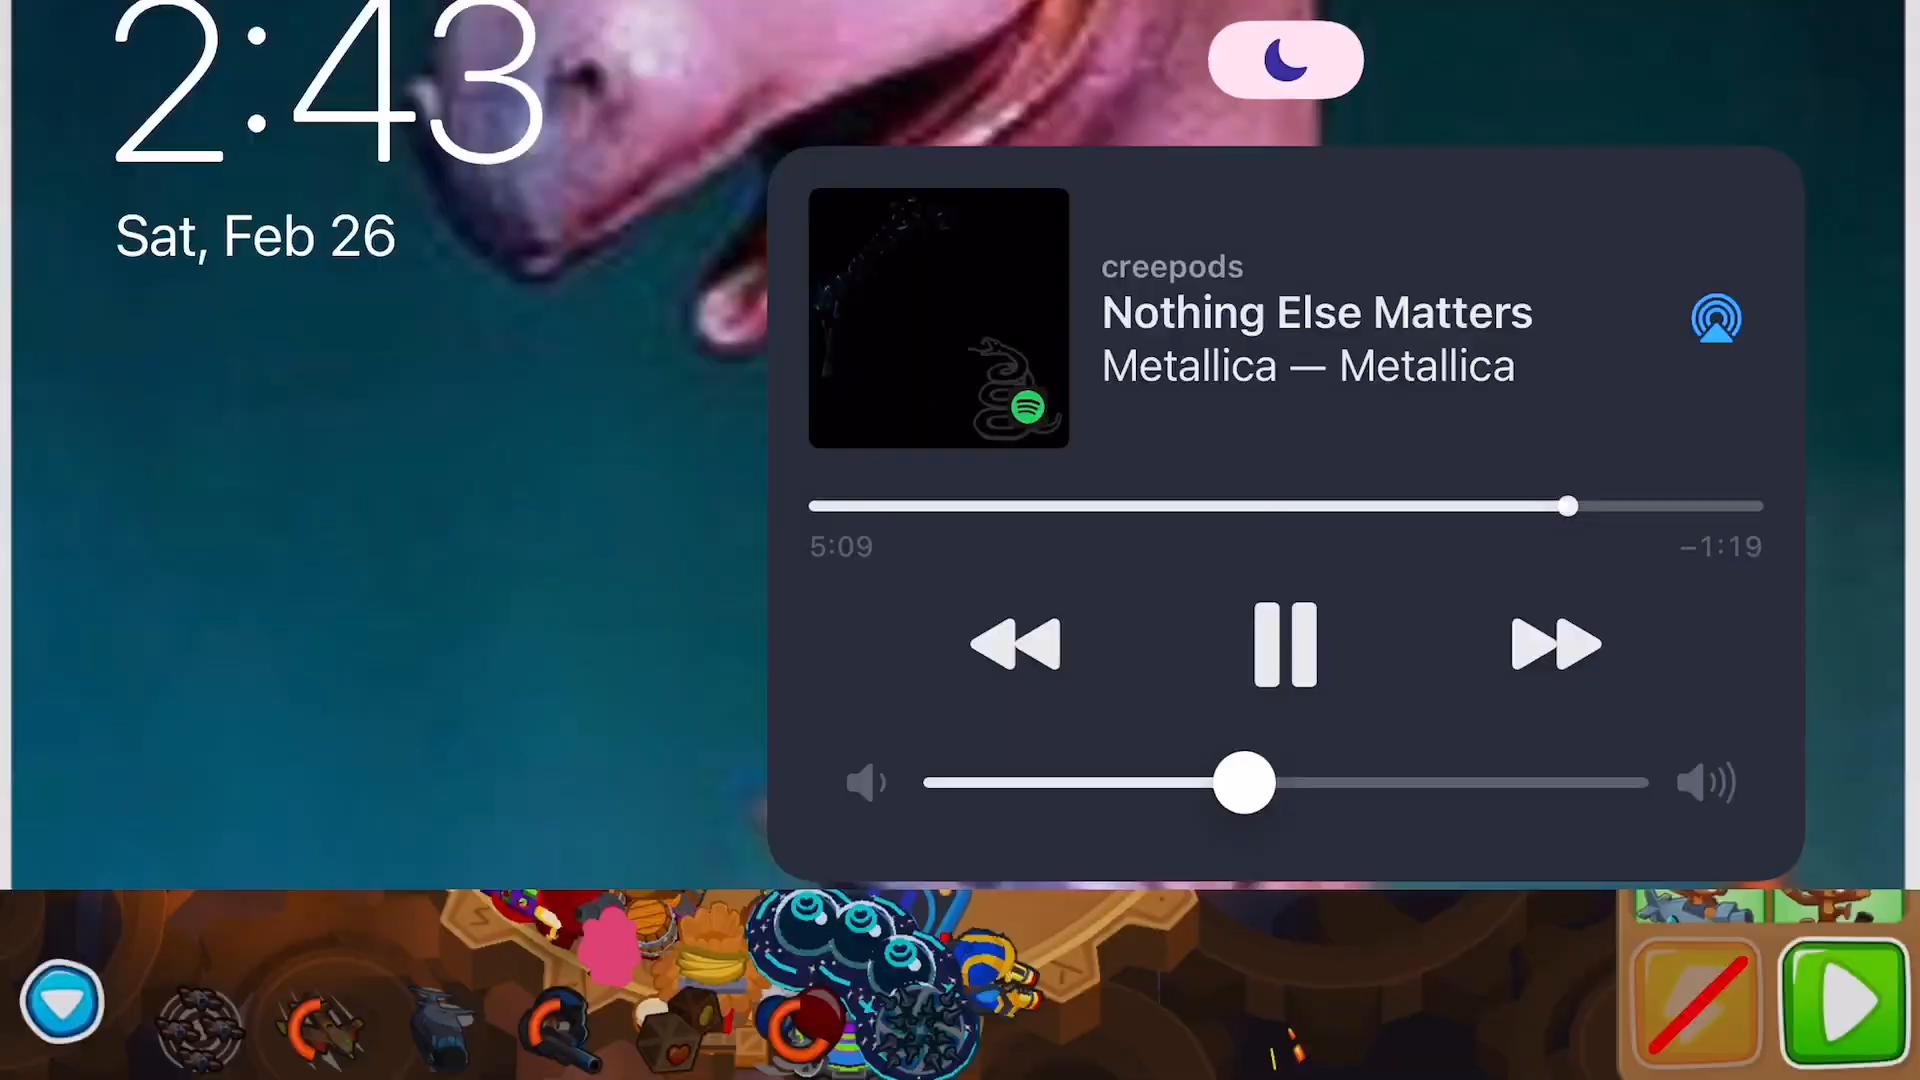 2:43
Sat, Feb 26
creepods
Nothing Else Matters
Metallica — Metallica
5:09
−1:19